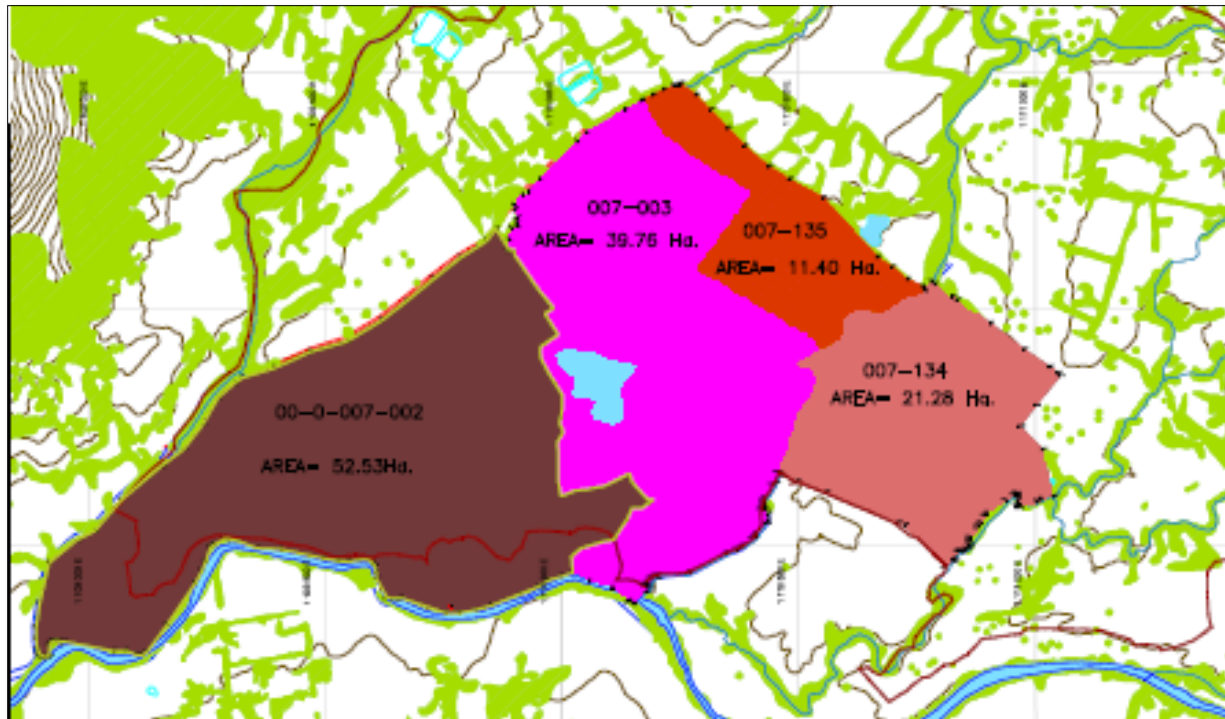 007-003
AREA= 39.76 Ha.
007-135
AREA= 11.40 Ha.
007-134
AREA= 21.28 Ha.
00-0-007-002
AREA= 52.53Ha.